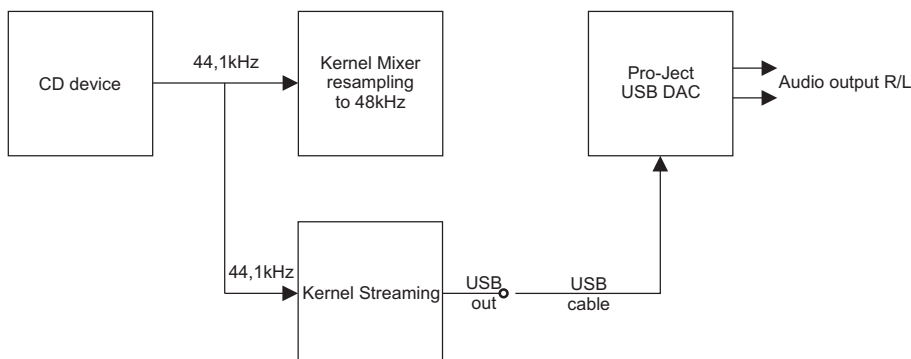 44,1kHz
CD device
Kernel Mixer
resampling
to 48kHz
Pro-Ject
USB DAC
Audio output R/L
44,1kHz
Kernel Streaming
USB
out
USB
cable